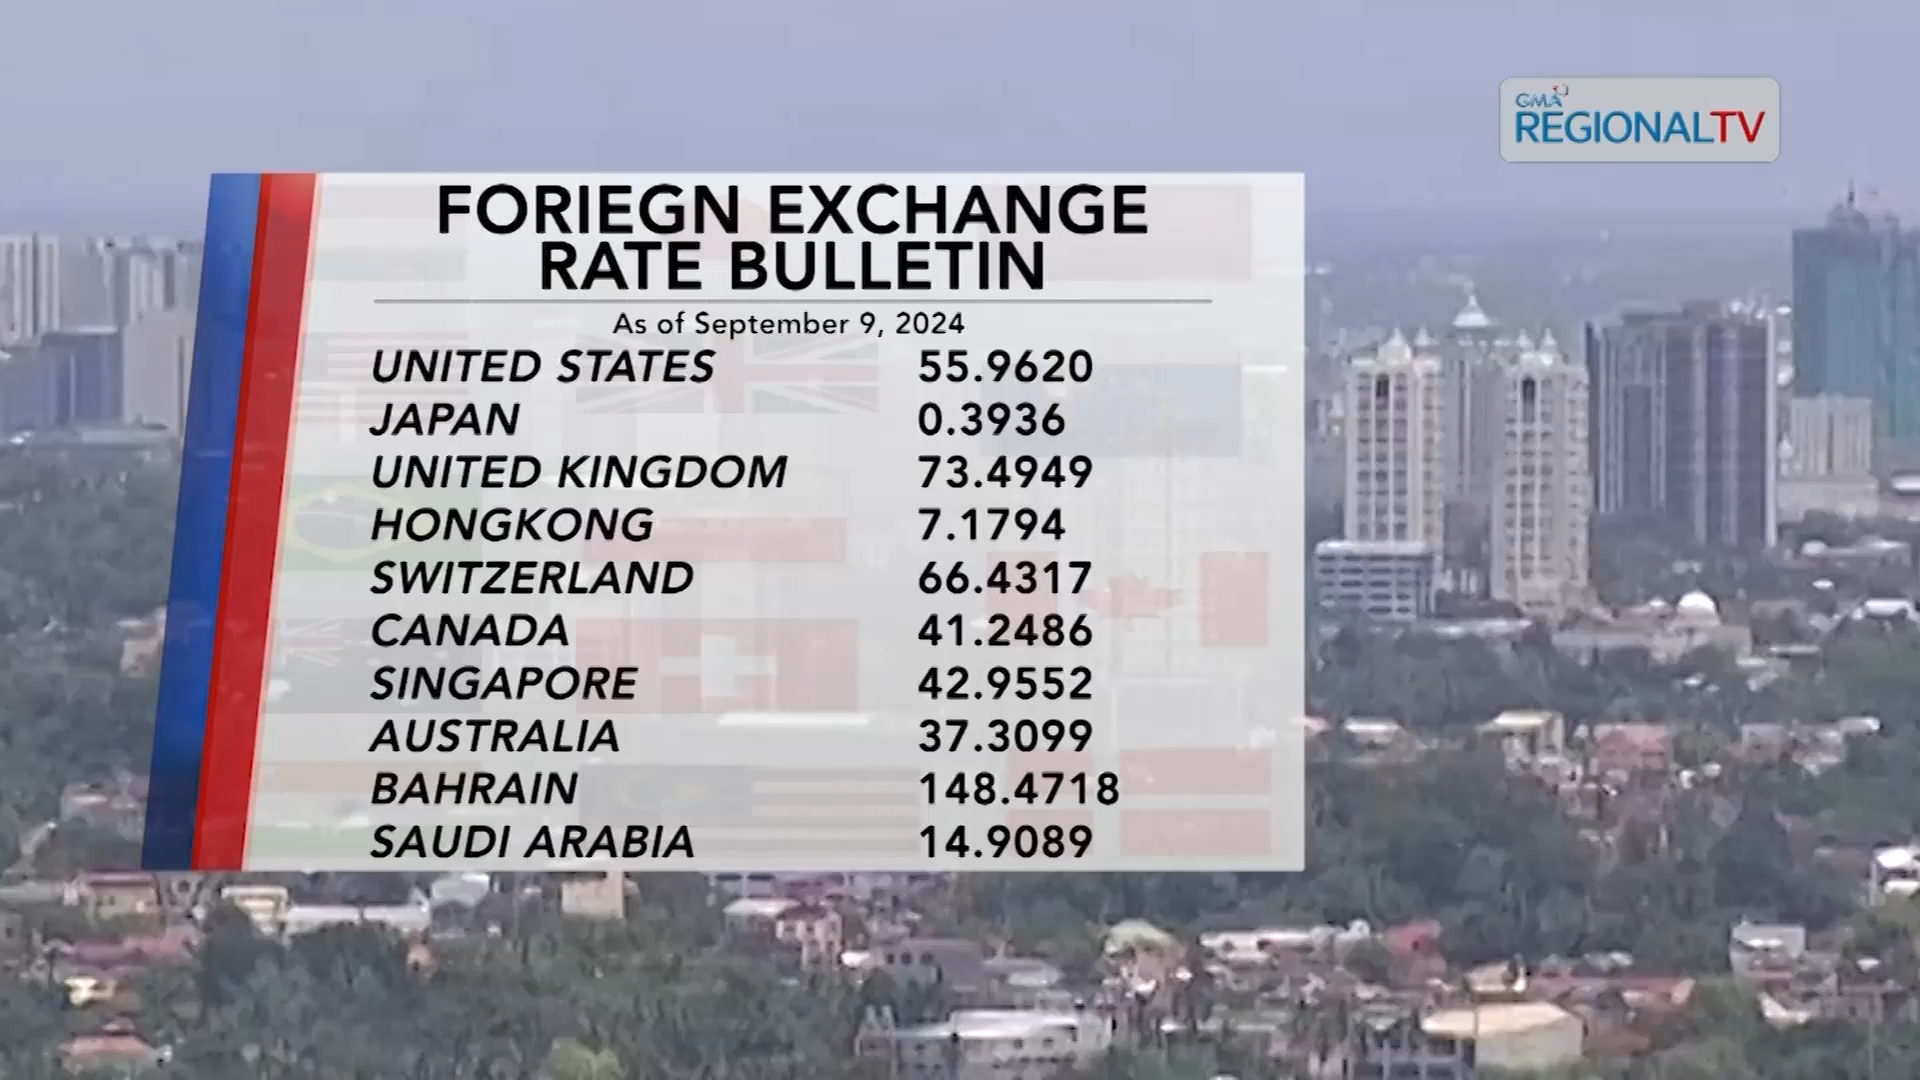 GMA
REGIONALTV
FORIEGN EXCHANGE
RATE BULLETIN
As of September 9, 2024
UNITED STATES 55.9620
JAPAN 0.3936
UNITED KINGDOM 73.4949
HONGKONG 7.1794
SWITZERLAND 66.4317
CANADA 41.2486
SINGAPORE 42.9552
AUSTRALIA 37.3099
BAHRAIN 148.4718
SAUDI ARABIA 14.9089